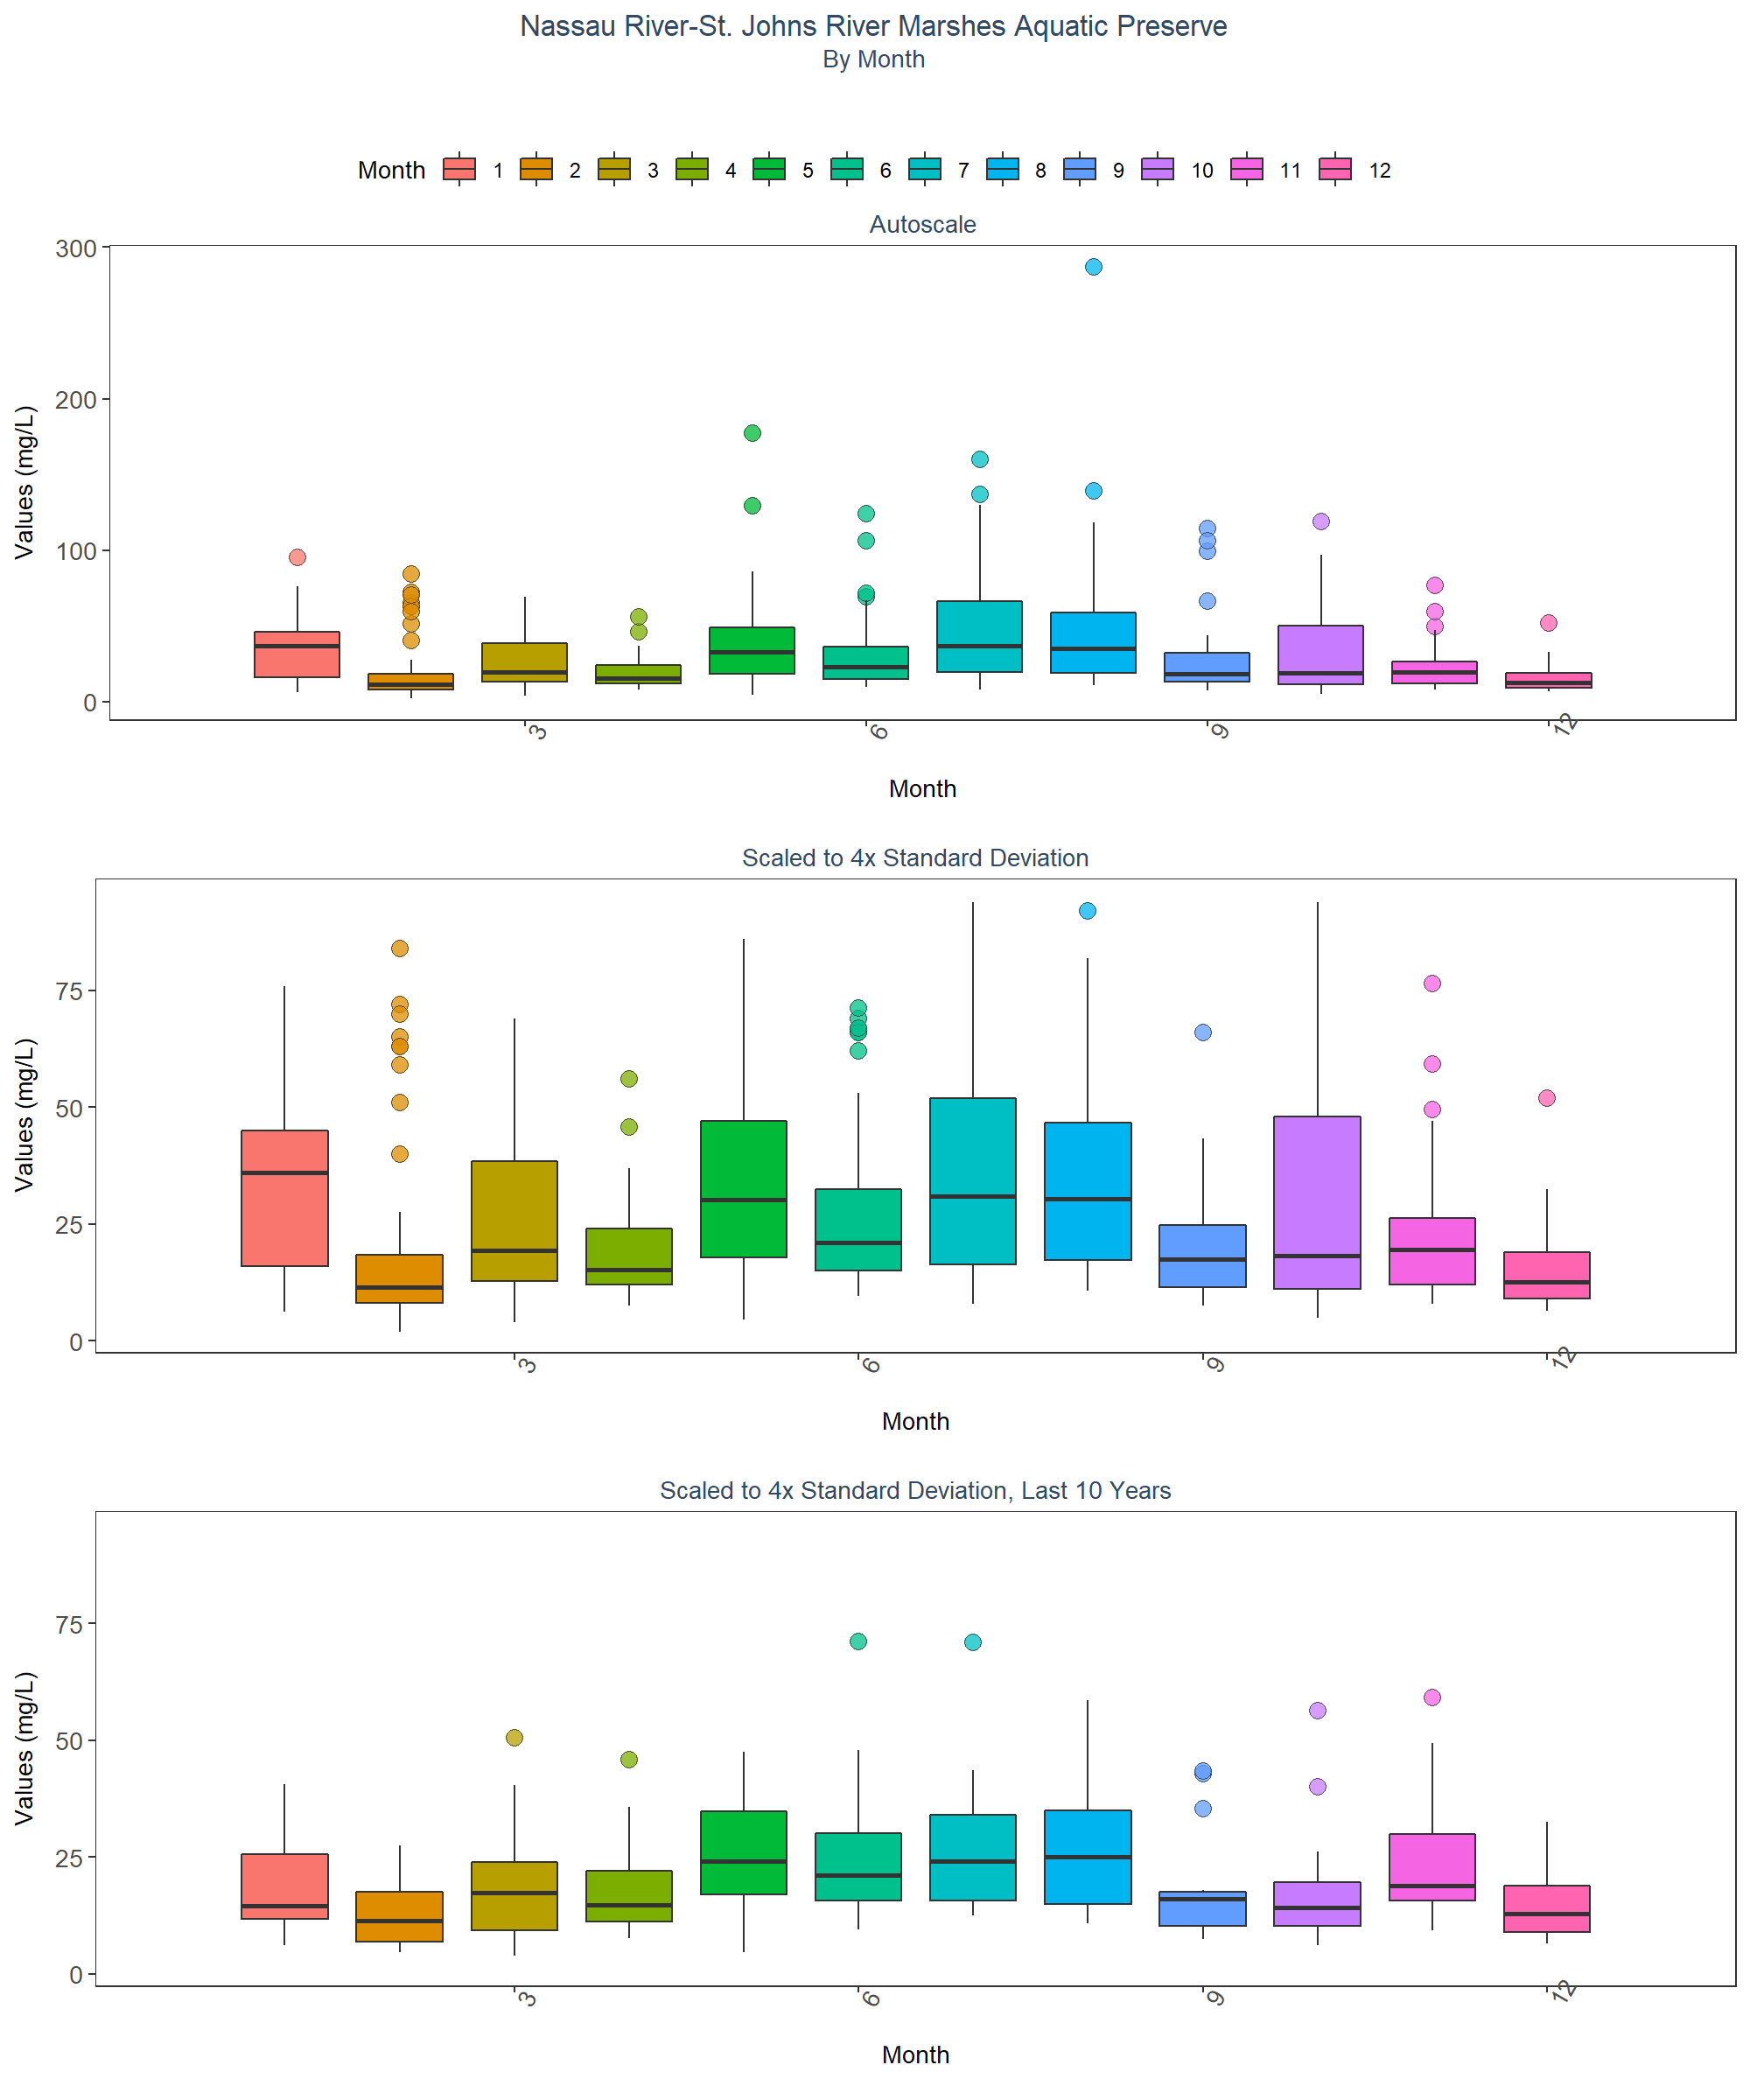 Nassau River-St. Johns River Marshes Aquatic Preserve
By Month
Month 1 2 3 4 5 6 7 8 9 10 11 12
Autoscale
Values (mg/L)
300
200
100
0
3 6 9 12
Month
Scaled to 4x Standard Deviation
Values (mg/L)
75
50
25
0
3 6 9 12
Month
Scaled to 4x Standard Deviation, Last 10 Years
Values (mg/L)
75
50
25
0
3 6 9 12
Month